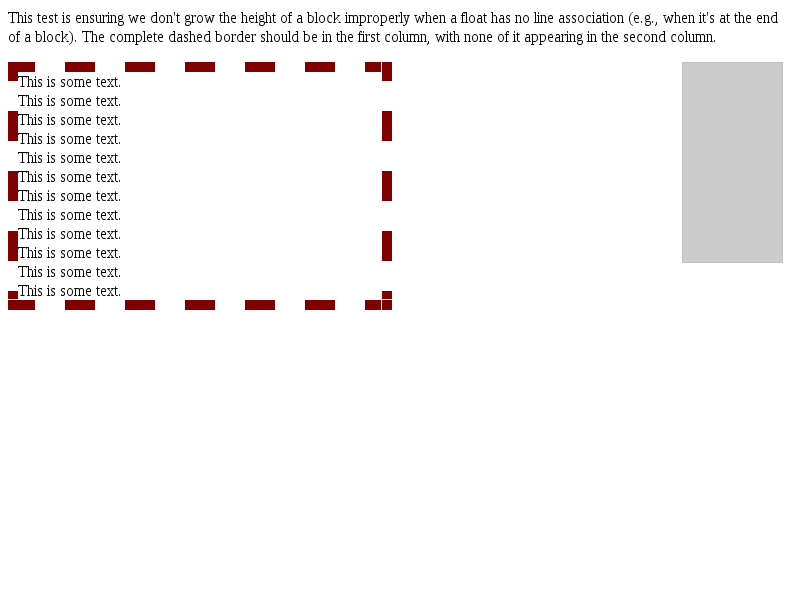 This test is ensuring we don't grow the height of a block improperly when a float has no line association (e.g., when it's at the end
of a block). The complete dashed border should be in the first column, with none of it appearing in the second column.
This is some text.
This is some text.
This is some text.
This is some text.
This is some text.
This is some text.
This is some text.
This is some text.
This is some text.
This is some text.
This is some text.
This is some text.